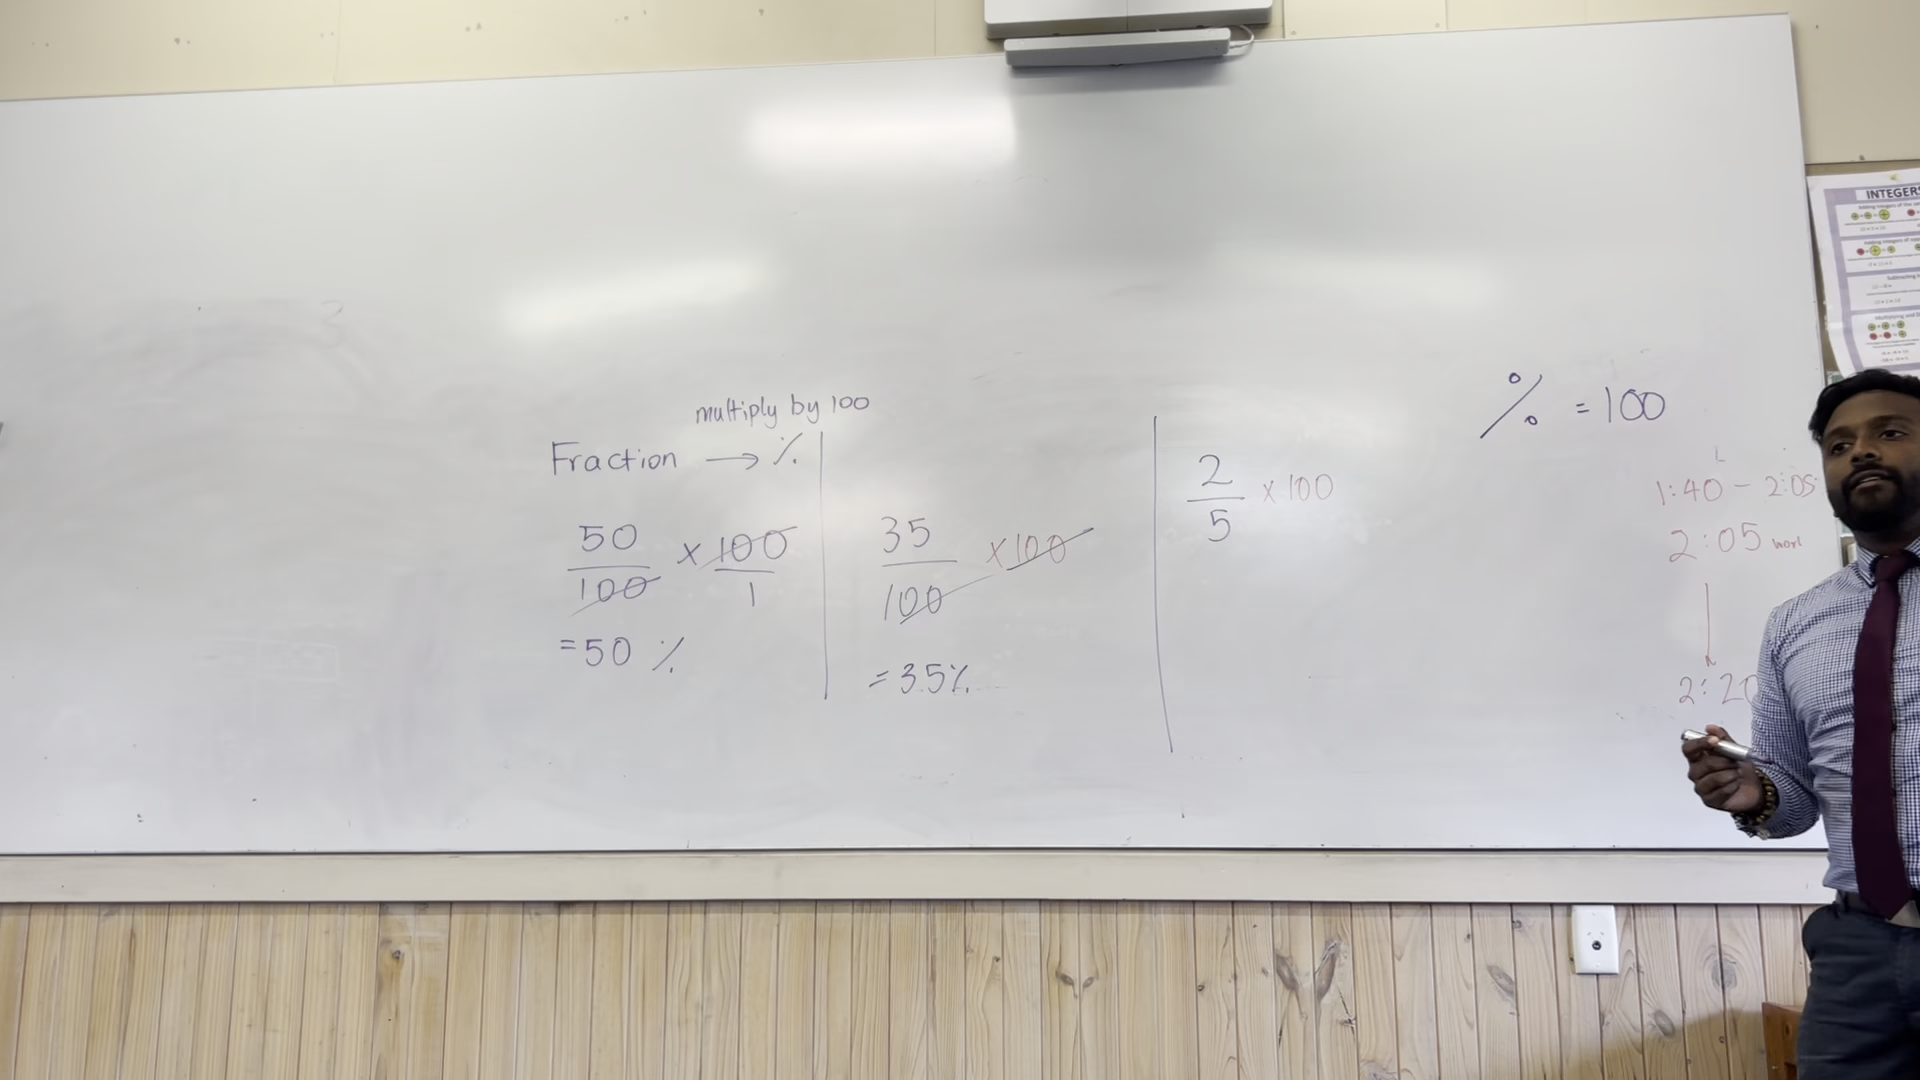 multiply by 100
Fraction → %
50/100 × 100/1
= 50 %
35/100 × 100
= 35%
2/5 × 100
% = 100
1:40 – 2:05
2:05
2:20
INTEGERS